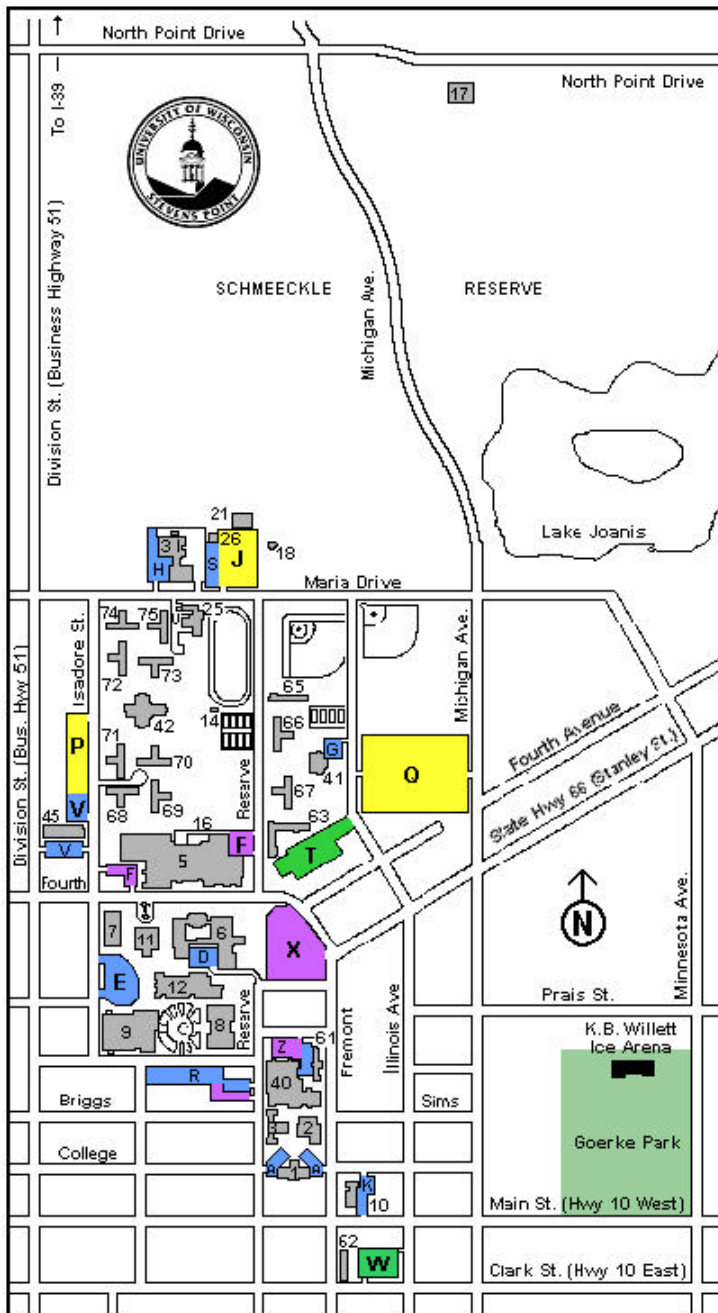 North Point Drive
To I-39
North Point Drive
17
UNIVERSITY OF WISCONSIN
STEVENS POINT
Division St. (Business Highway 51)
SCHMEECKLE
RESERVE
Michigan Ave.
Lake Joanis
21
26
31
H
S
J
18
Maria Drive
74
75
25
Isadore St.
Division St. (Bus. Hwy 51)
72
73
65
Michigan Ave.
66
42
14
G
41
P
71
70
Q
Fourth Avenue
State Hwy 66 (Stanley St.)
V
68
69
67
Reserve
45
16
63
V
F
5
F
T
Fourth
7
11
6
D
X
N
Minnesota Ave.
E
12
Prais St.
9
8
Reserve
Fremont
Illinois Ave
K.B. Willett
Ice Arena
Z
61
R
40
Briggs
Sims
3
2
Goerke Park
College
A
1
A
K
10
Main St. (Hwy 10 West)
62
W
Clark St. (Hwy 10 East)